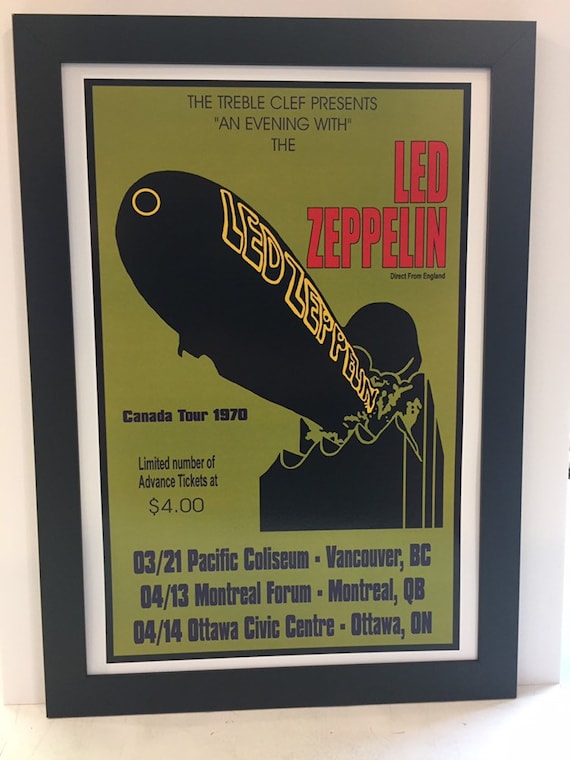 THE TREBLE CLEF PRESENTS
"AN EVENING WITH"
THE
LED
ZEPPELIN
Direct From England
LED ZEPPELIN
Canada Tour 1970
Limited number of
Advance Tickets at
$4.00
03/21 Pacific Coliseum - Vancouver, BC
04/13 Montreal Forum - Montreal, QB
04/14 Ottawa Civic Centre - Ottawa, ON